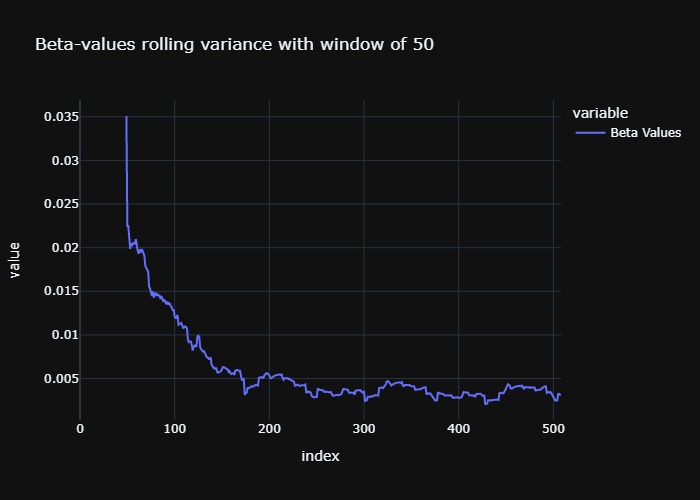 Beta-values rolling variance with window of 50
variable
Beta Values
value
0.035
0.03
0.025
0.02
0.015
0.01
0.005
0 100 200 300 400 500
index